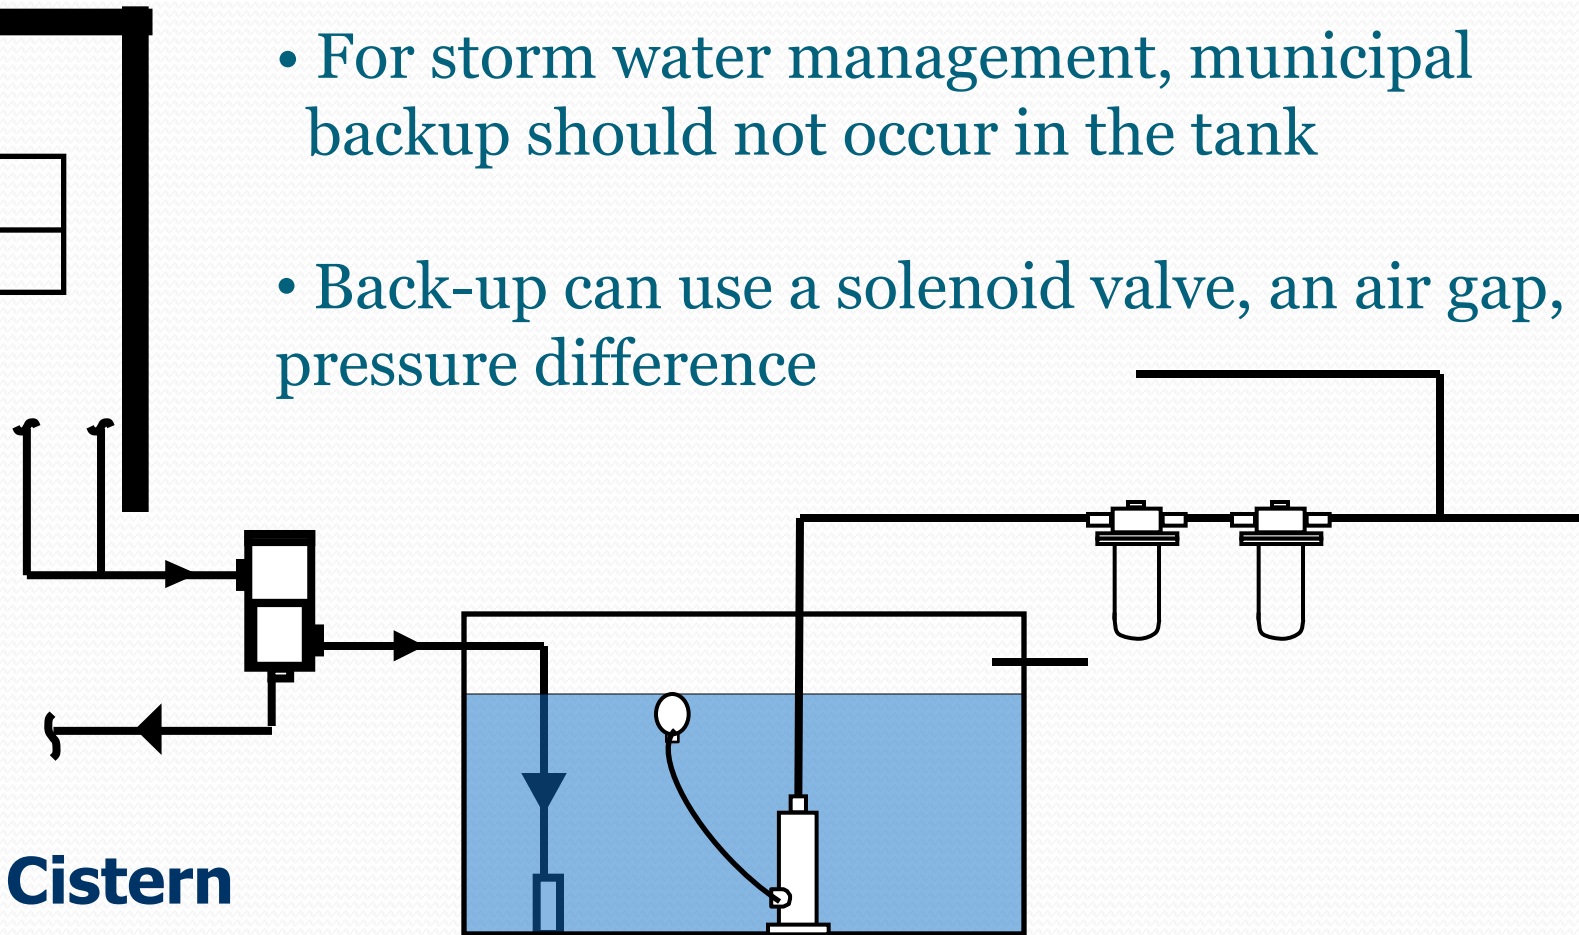 • For storm water management, municipal
backup should not occur in the tank
• Back-up can use a solenoid valve, an air gap,
pressure difference
Cistern